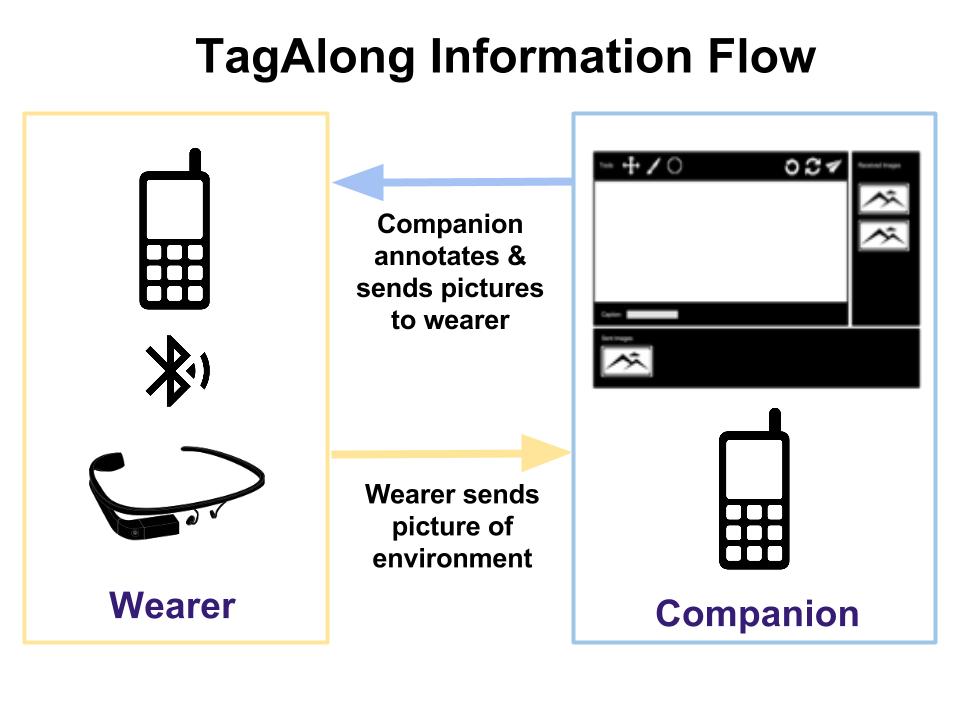 TagAlong Information Flow
Companion
annotates &
sends pictures
to wearer
Wearer sends
picture of
environment
Wearer
Tools
Received Images
Caption:
Sent Images
Companion